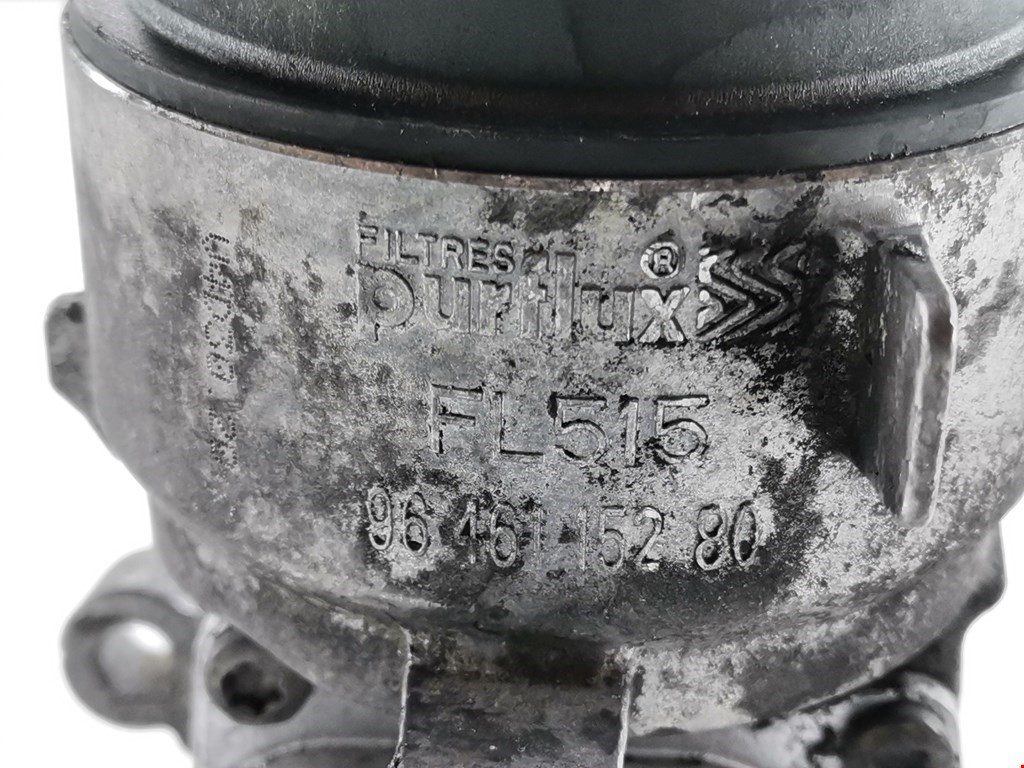 FILTRES
purflux ®
FL515
96 461 152 80